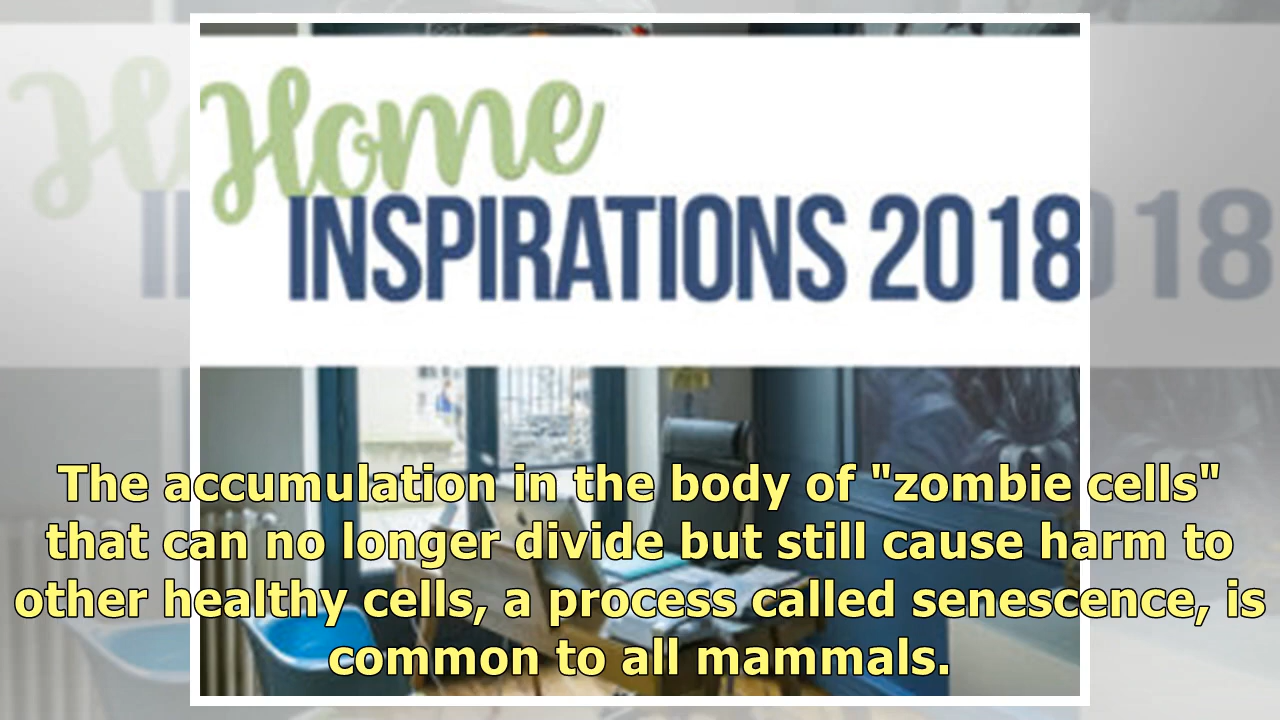 Home
INSPIRATIONS 2018
The accumulation in the body of "zombie cells"
that can no longer divide but still cause harm to
other healthy cells, a process called senescence, is
common to all mammals.